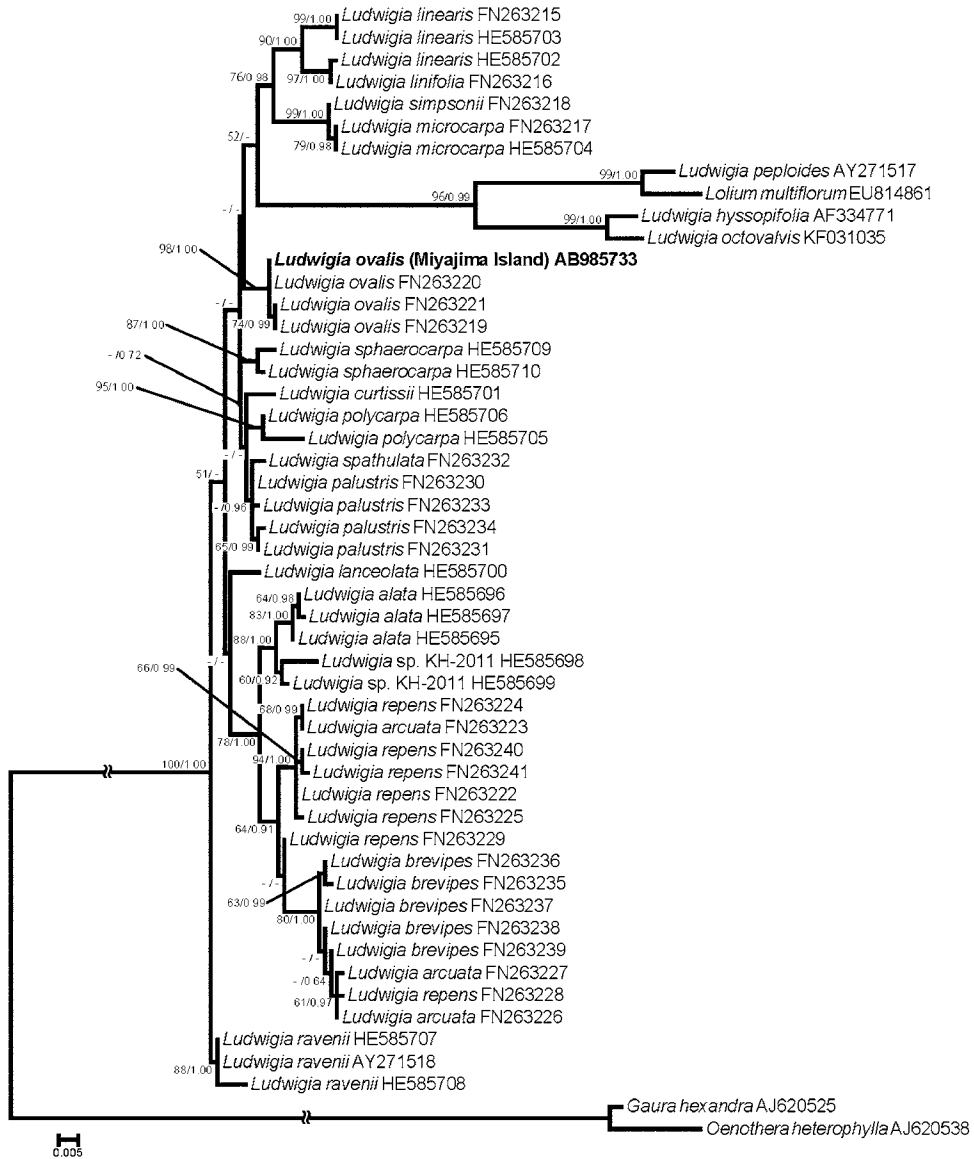 99/1.00
Ludwigia linearis FN263215
Ludwigia linearis HE585703
90/1.00
Ludwigia linearis HE585702
97/1.00
Ludwigia linifolia FN263216
76/0.98
Ludwigia simpsonii FN263218
99/1.00
Ludwigia microcarpa FN263217
79/0.98
Ludwigia microcarpa HE585704
52/-
99/1.00
Ludwigia peploides AY271517
Lolium multiflorum EU814861
96/0.99
99/1.00
Ludwigia hyssopifolia AF334771
Ludwigia octovalvis KF031035
-/-
98/1.00
Ludwigia ovalis (Miyajima Island) AB985733
Ludwigia ovalis FN263220
-/-
Ludwigia ovalis FN263221
74/0.99
Ludwigia ovalis FN263219
87/1.00
Ludwigia sphaerocarpa HE585709
-/0.72
Ludwigia sphaerocarpa HE585710
95/1.00
Ludwigia curtissii HE585701
Ludwigia polycarpa HE585706
Ludwigia polycarpa HE585705
-/-
Ludwigia spathulata FN263232
51/-
Ludwigia palustris FN263230
-/0.96
Ludwigia palustris FN263233
Ludwigia palustris FN263234
65/0.99
Ludwigia palustris FN263231
Ludwigia lanceolata HE585700
64/0.98
Ludwigia alata HE585696
83/1.00
Ludwigia alata HE585697
88/1.00
Ludwigia alata HE585695
-/-
66/0.99
Ludwigia sp. KH-2011 HE585698
60/0.92
Ludwigia sp. KH-2011 HE585699
68/0.99
Ludwigia repens FN263224
Ludwigia arcuata FN263223
78/1.00
Ludwigia repens FN263240
94/1.00
100/1.00
Ludwigia repens FN263241
Ludwigia repens FN263222
Ludwigia repens FN263225
64/0.91
Ludwigia repens FN263229
Ludwigia brevipes FN263236
-/-
Ludwigia brevipes FN263235
63/0.99
Ludwigia brevipes FN263237
80/1.00
Ludwigia brevipes FN263238
Ludwigia brevipes FN263239
-/-
Ludwigia arcuata FN263227
-/0.64
Ludwigia repens FN263228
61/0.97
Ludwigia arcuata FN263226
Ludwigia ravenii HE585707
Ludwigia ravenii AY271518
88/1.00
Ludwigia ravenii HE585708
Gaura hexandra AJ620525
Oenothera heterophylla AJ620538
0.005